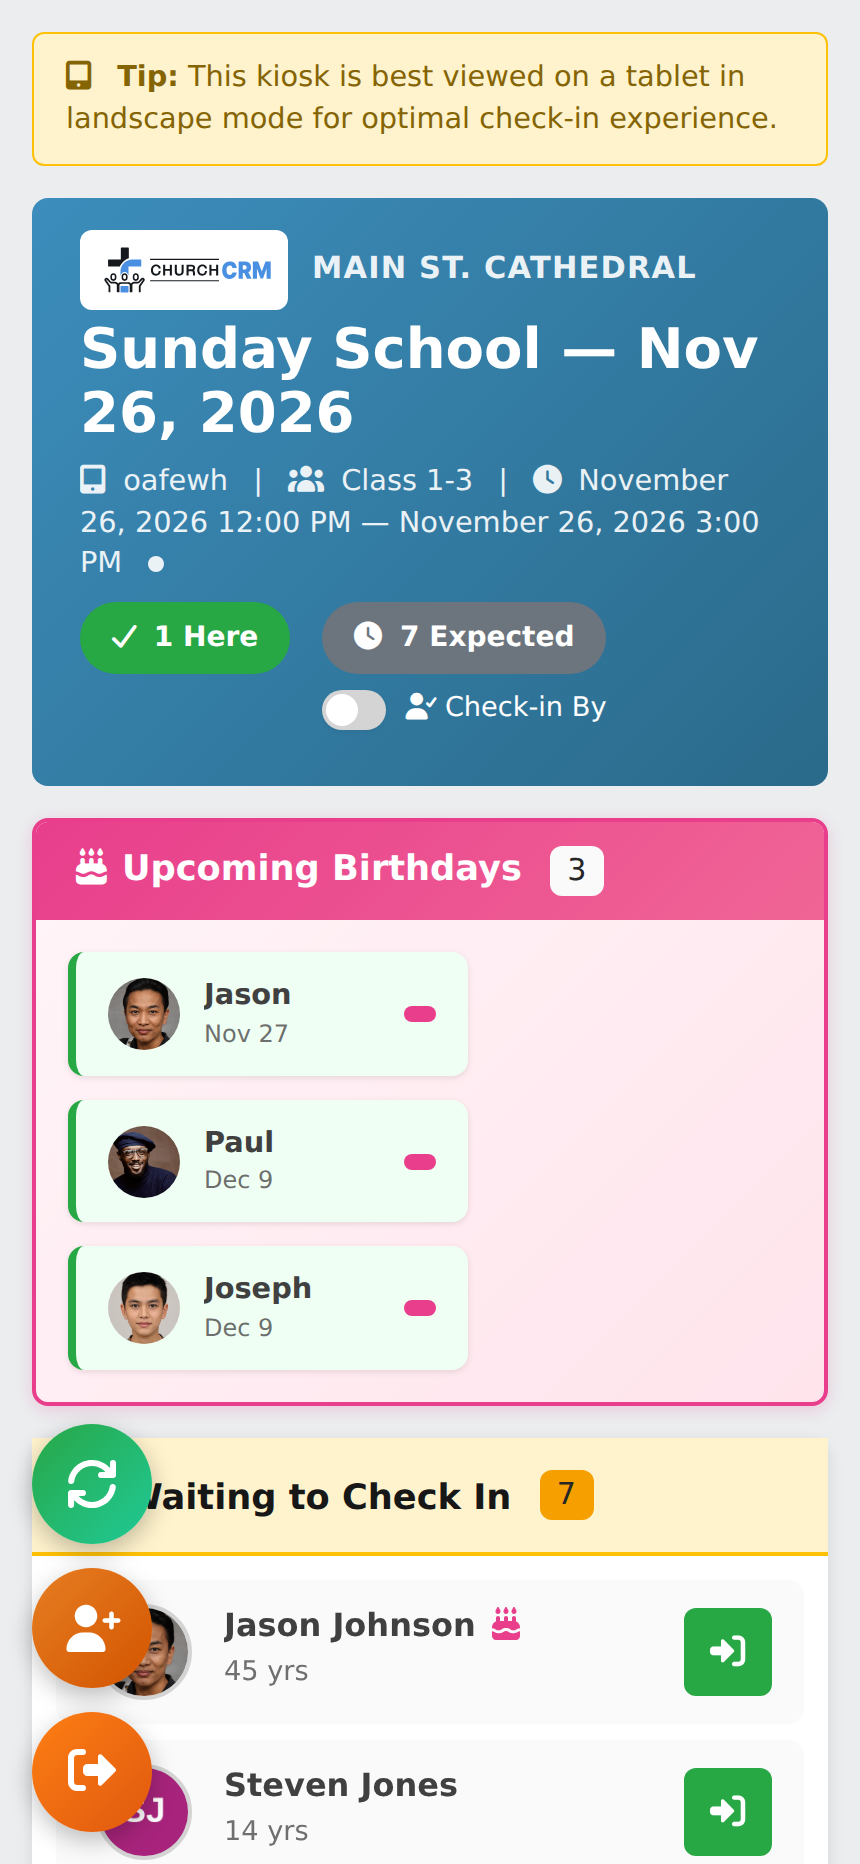 Tip: This kiosk is best viewed on a tablet in
landscape mode for optimal check-in experience.
CHURCHCRM
MAIN ST. CATHEDRAL
Sunday School — Nov
26, 2026
oafewh | Class 1-3 | November
26, 2026 12:00 PM — November 26, 2026 3:00
PM
1 Here
7 Expected
Check-in By
Upcoming Birthdays 3
Jason
Nov 27
Paul
Dec 9
Joseph
Dec 9
Waiting to Check In 7
Jason Johnson
45 yrs
SJ
Steven Jones
14 yrs